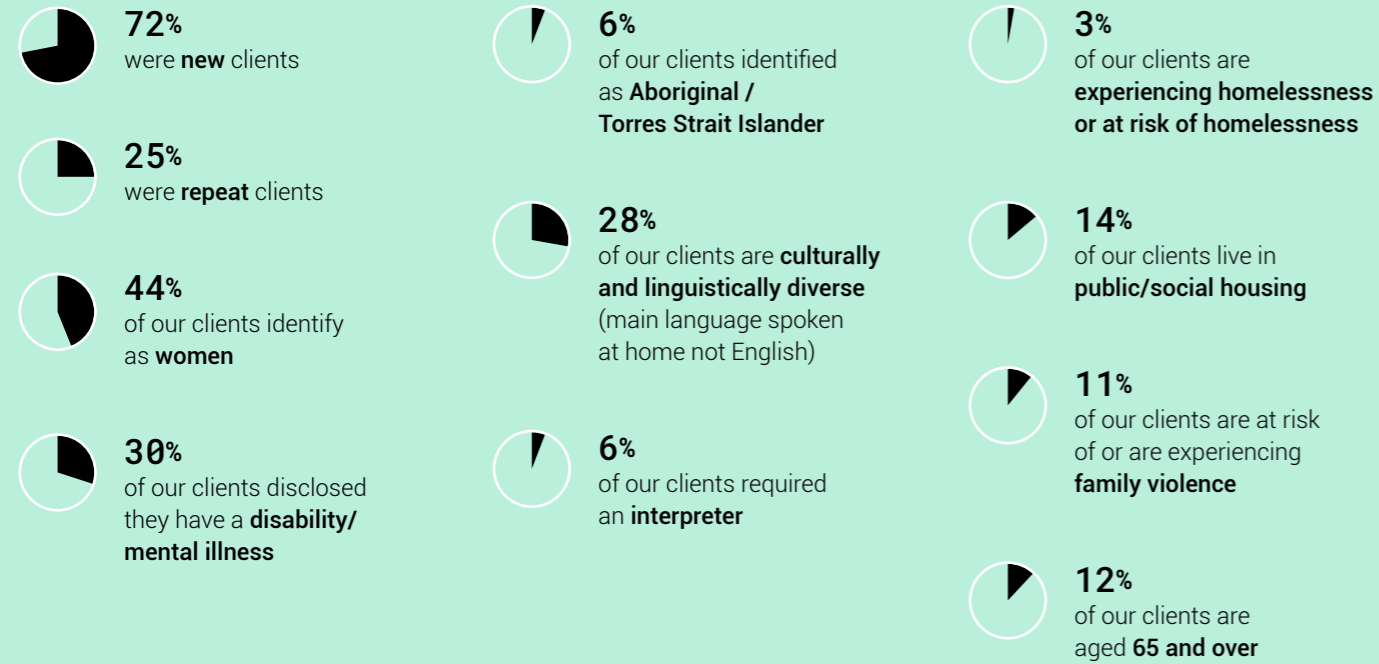 72%
were new clients
25%
were repeat clients
44%
of our clients identify
as women
30%
of our clients disclosed
they have a disability/
mental illness
6%
of our clients identified
as Aboriginal /
Torres Strait Islander
28%
of our clients are culturally
and linguistically diverse
(main language spoken
at home not English)
6%
of our clients required
an interpreter
3%
of our clients are
experiencing homelessness
or at risk of homelessness
14%
of our clients live in
public/social housing
11%
of our clients are at risk
of or are experiencing
family violence
12%
of our clients are
aged 65 and over